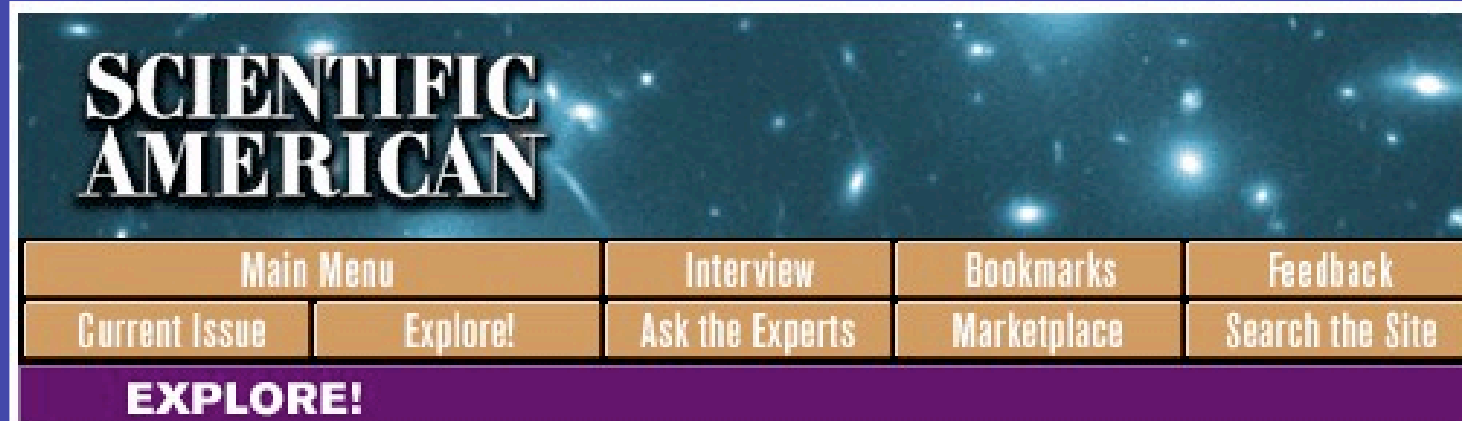 SCIENTIFIC
AMERICAN
Main Menu Interview Bookmarks Feedback
Current Issue Explore! Ask the Experts Marketplace Search the Site
EXPLORE!